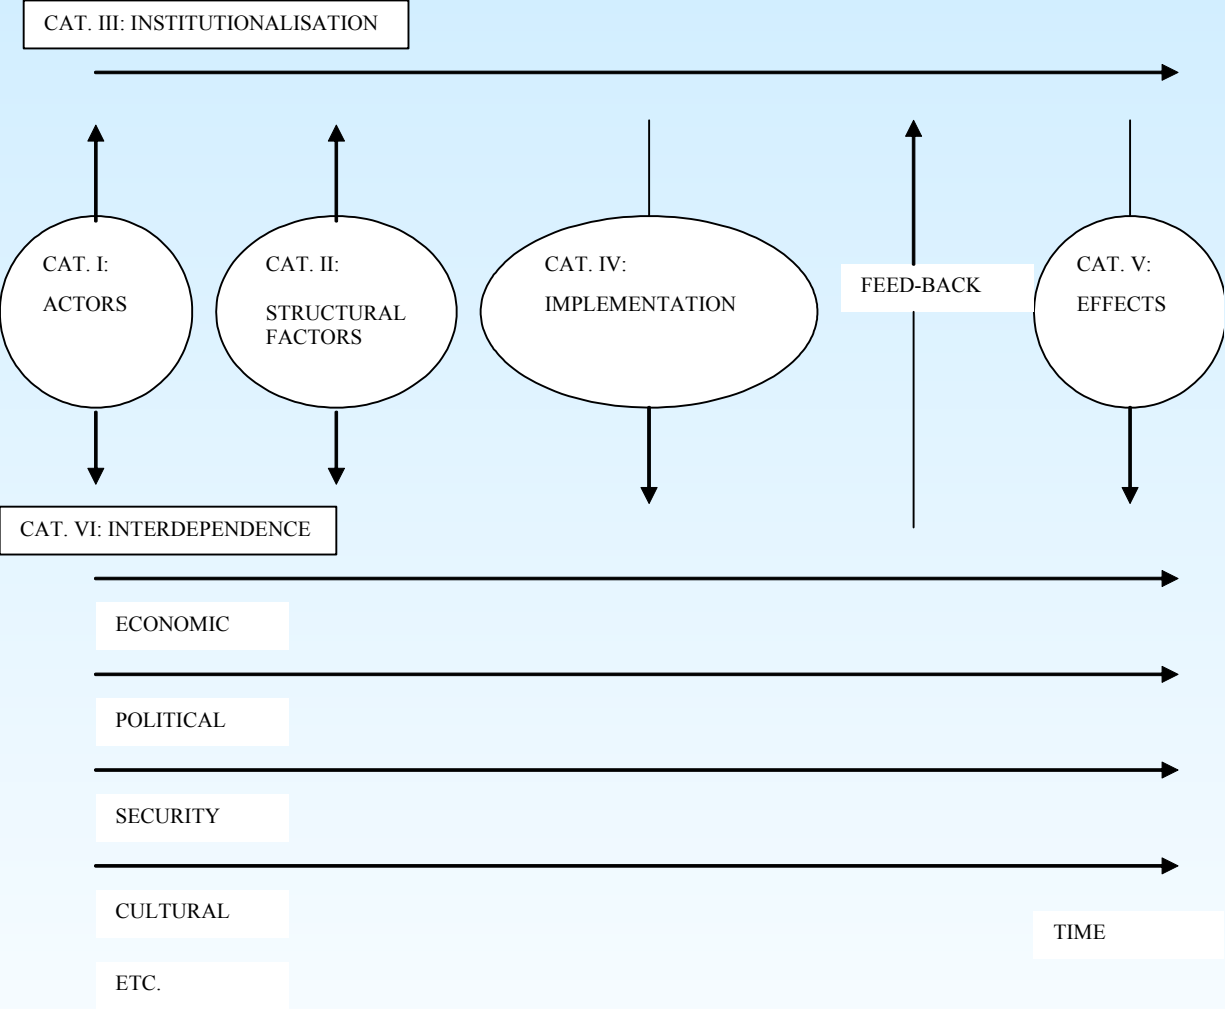 CAT. III: INSTITUTIONALISATION
CAT. I:
ACTORS
CAT. II:
STRUCTURAL
FACTORS
CAT. IV:
IMPLEMENTATION
FEED-BACK
CAT. V:
EFFECTS
CAT. VI: INTERDEPENDENCE
ECONOMIC
POLITICAL
SECURITY
CULTURAL
TIME
ETC.